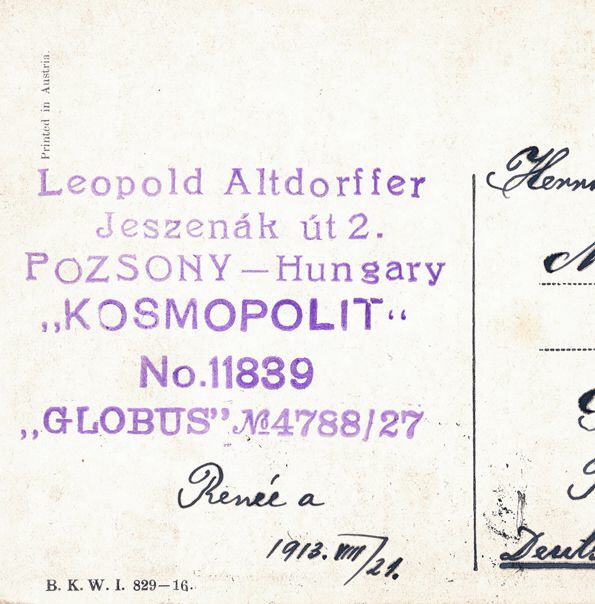 Printed in Austria.
Leopold Altdorffer
Jeszenák út 2.
POZSONY—Hungary
„KOSMOPOLIT“
No.11839
„GLOBUS” №4788/27
Renée a
1913. VIII/21.
B. K. W. I. 829—16.